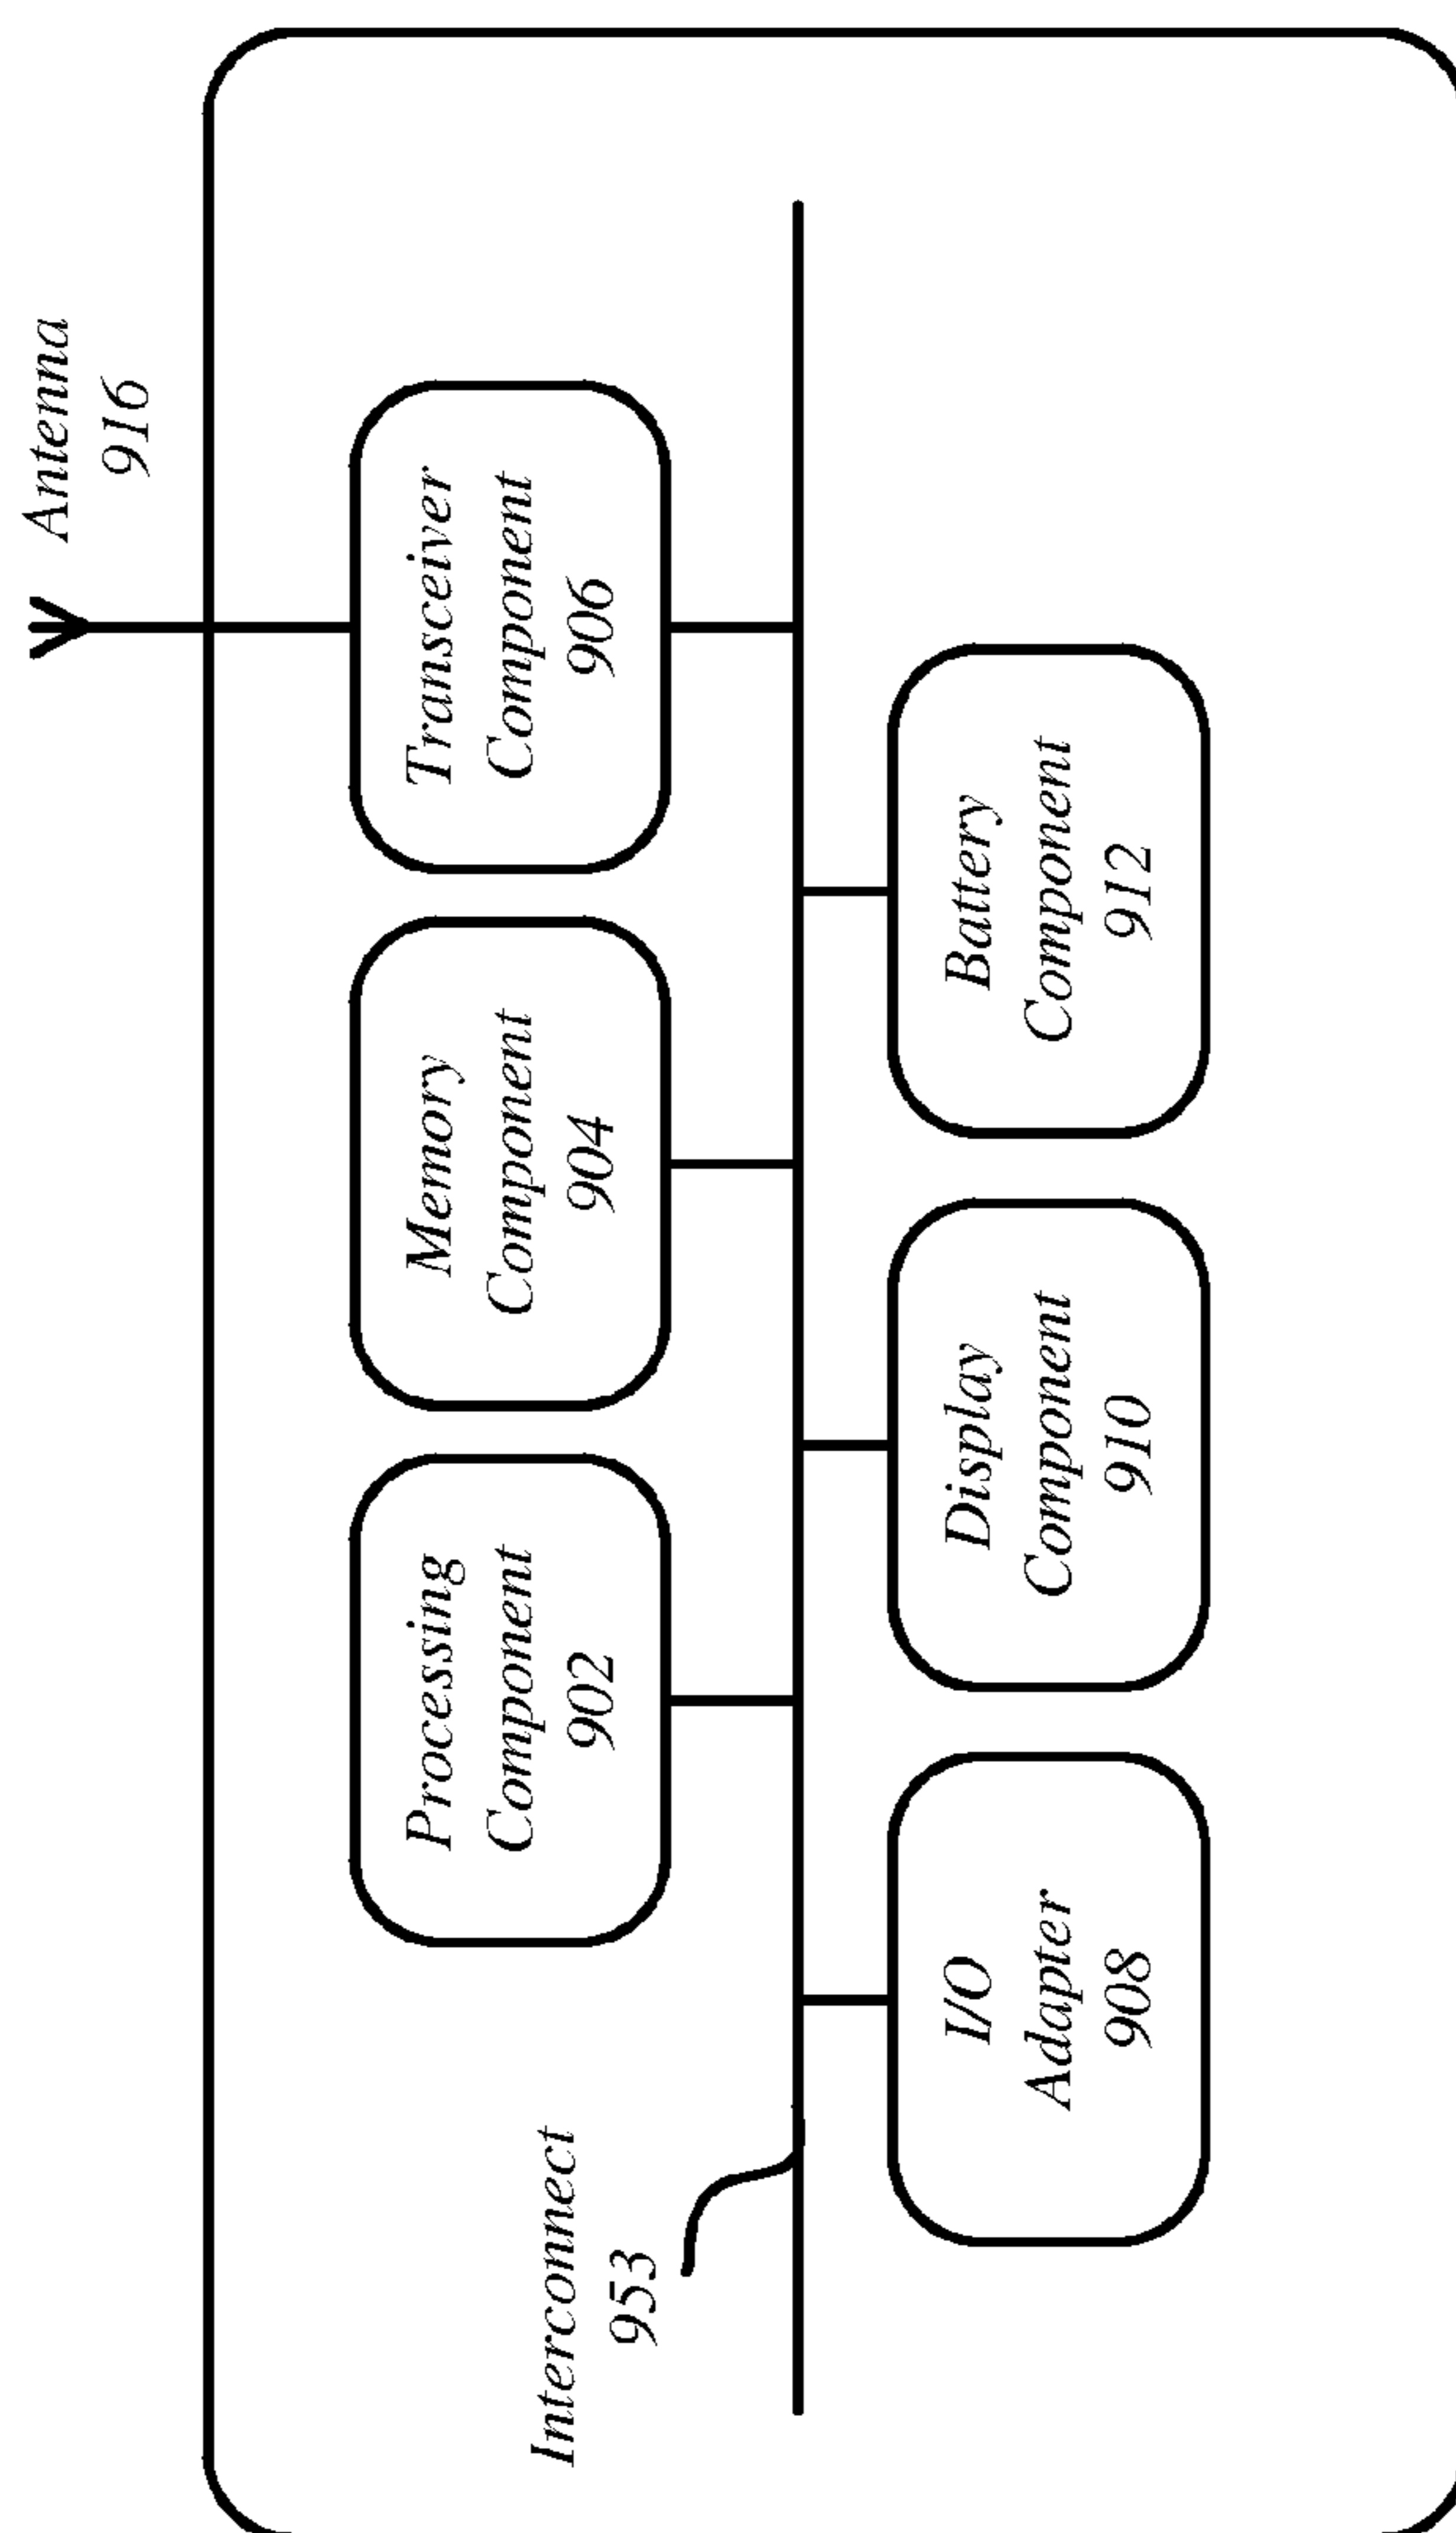 Antenna
916
Processing
Component
902
Memory
Component
904
Transceiver
Component
906
Interconnect
953
I/O
Adapter
908
Display
Component
910
Battery
Component
912